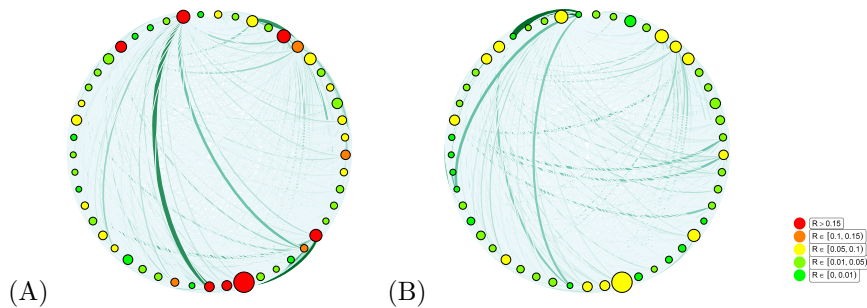 (A)
(B)
R > 0.15
R ∈ [0.1, 0.15)
R ∈ [0.05, 0.1)
R ∈ [0.01, 0.05)
R ∈ [0, 0.01)